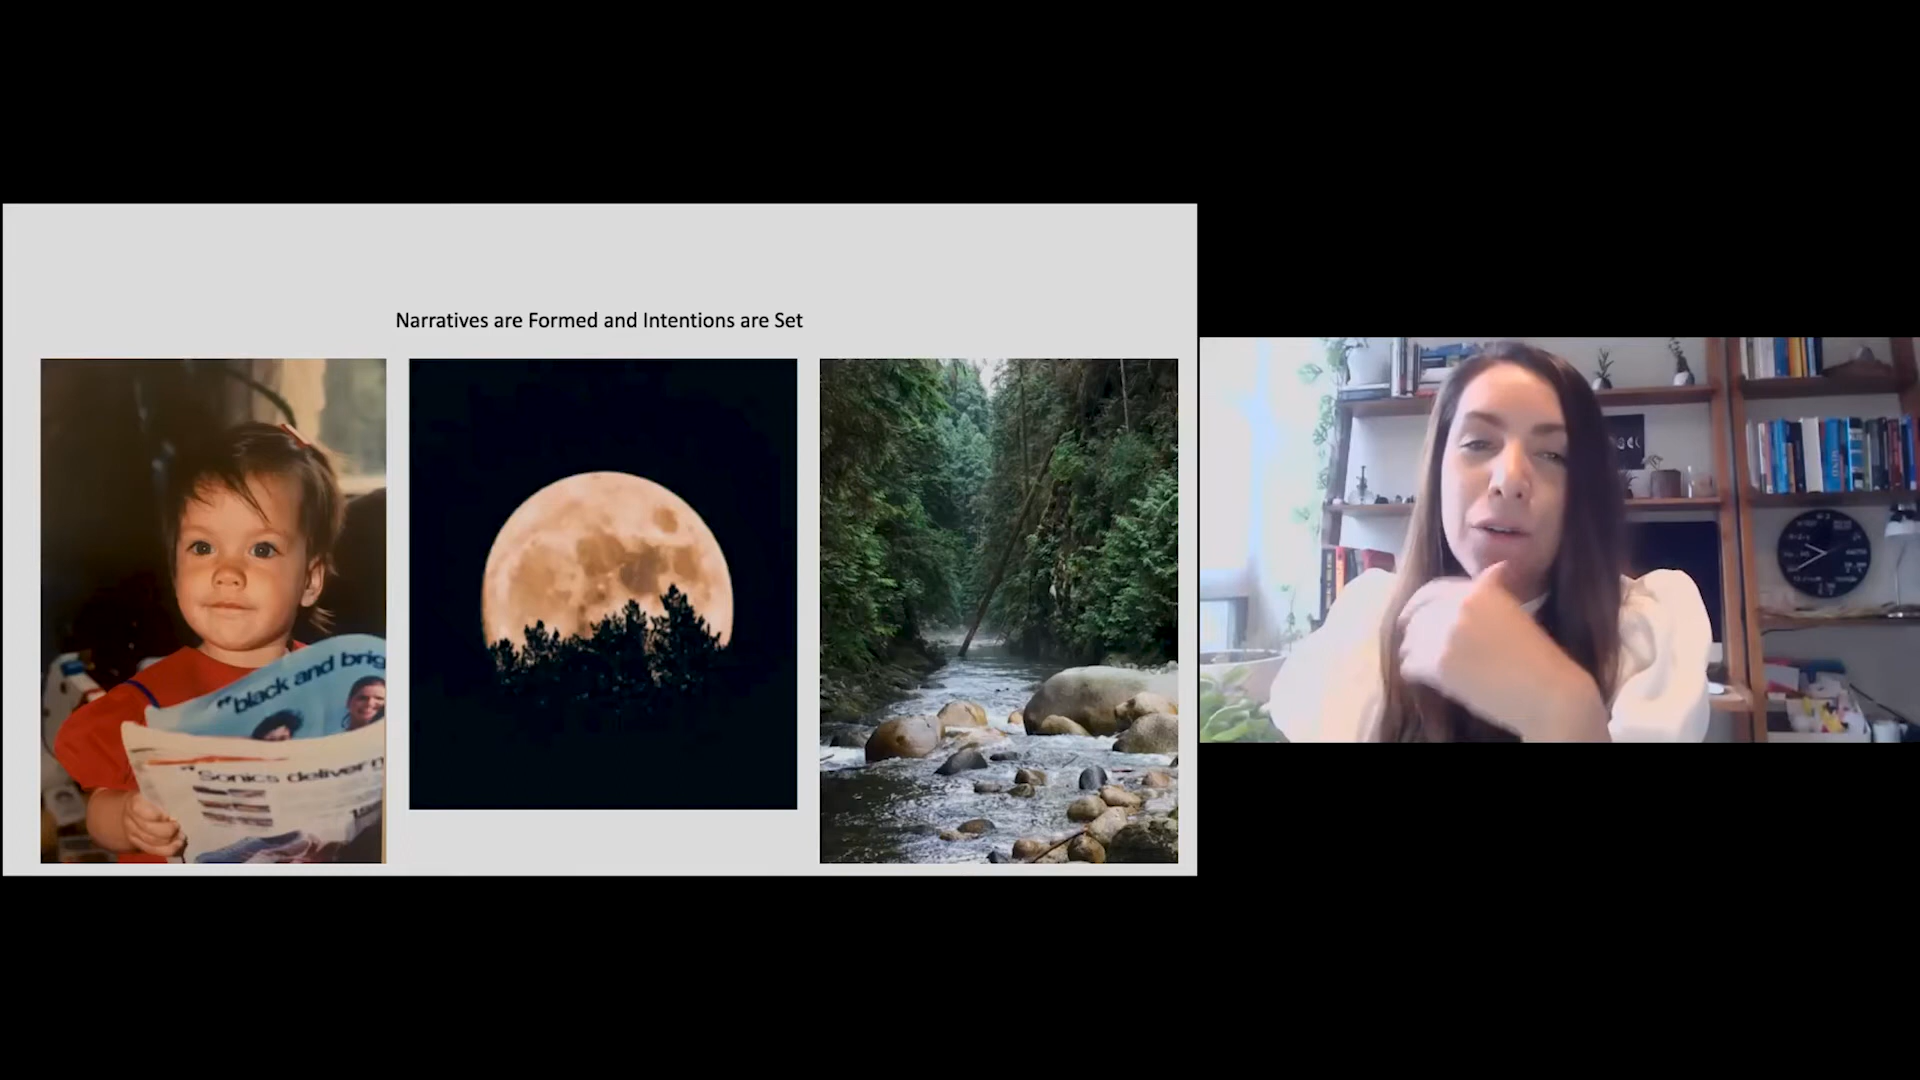 Narratives are Formed and Intentions are Set
"black and brig
"Sonics deliver